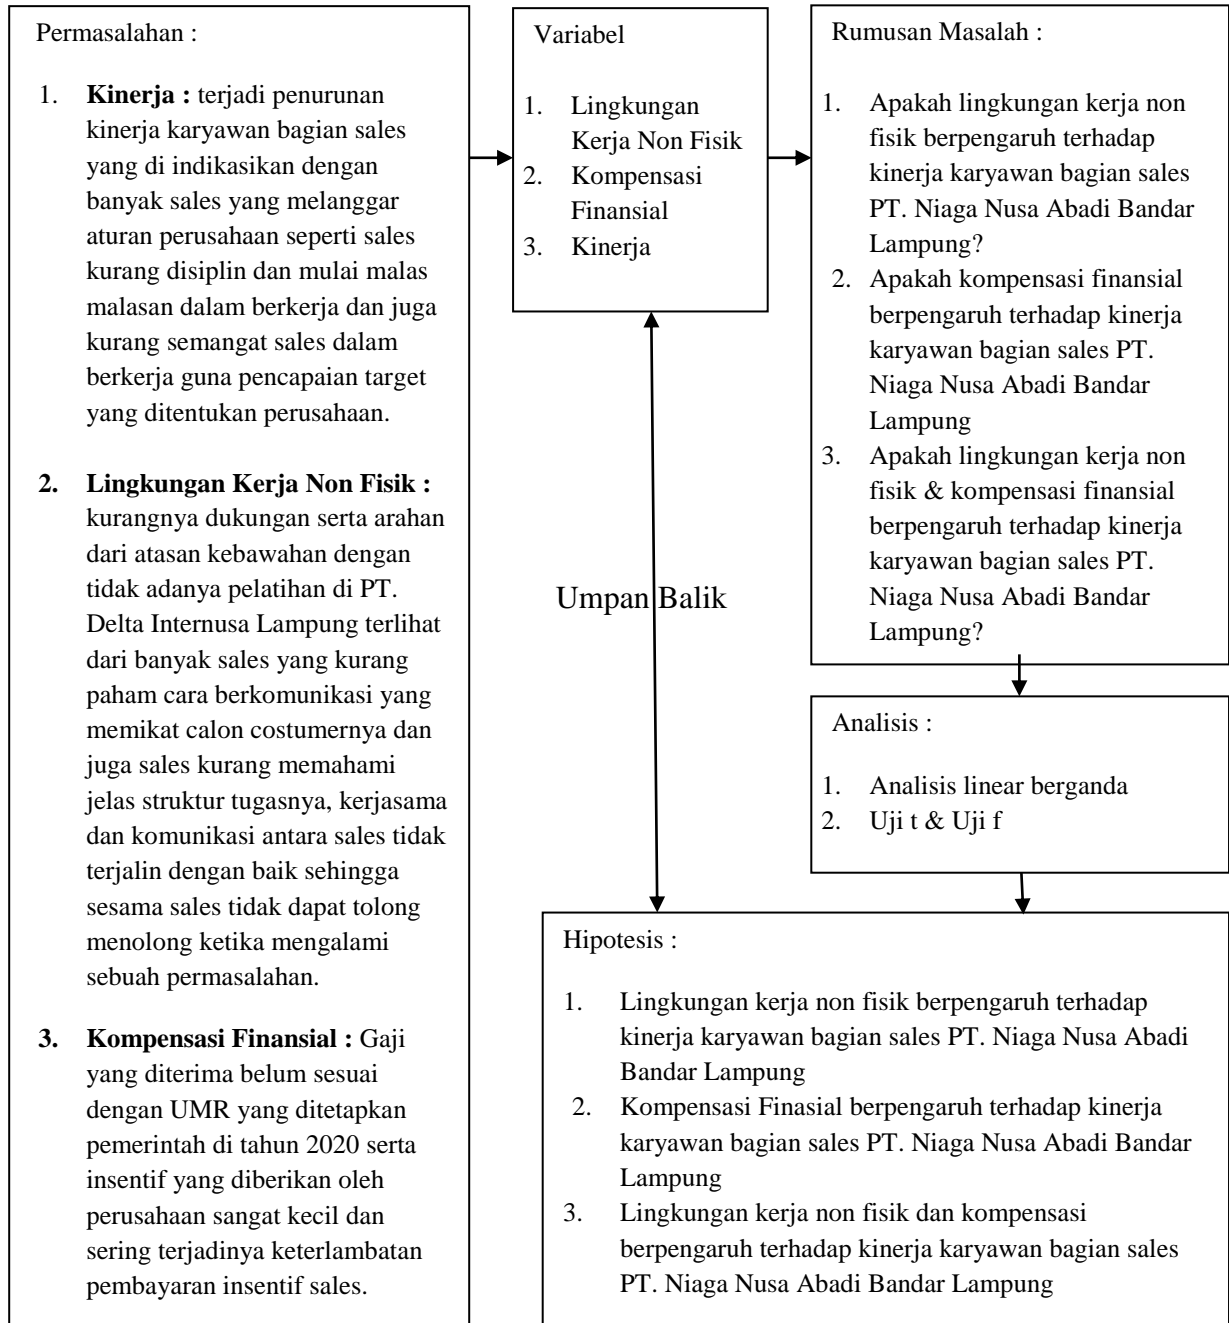 Permasalahan :
1. Kinerja : terjadi penurunan
kinerja karyawan bagian sales
yang di indikasikan dengan
banyak sales yang melanggar
aturan perusahaan seperti sales
kurang disiplin dan mulai malas
malasan dalam berkerja dan juga
kurang semangat sales dalam
berkerja guna pencapaian target
yang ditentukan perusahaan.
2. Lingkungan Kerja Non Fisik :
kurangnya dukungan serta arahan
dari atasan kebawahan dengan
tidak adanya pelatihan di PT.
Delta Internusa Lampung terlihat
dari banyak sales yang kurang
paham cara berkomunikasi yang
memikat calon costumernya dan
juga sales kurang memahami
jelas struktur tugasnya, kerjasama
dan komunikasi antara sales tidak
terjalin dengan baik sehingga
sesama sales tidak dapat tolong
menolong ketika mengalami
sebuah permasalahan.
3. Kompensasi Finansial : Gaji
yang diterima belum sesuai
dengan UMR yang ditetapkan
pemerintah di tahun 2020 serta
insentif yang diberikan oleh
perusahaan sangat kecil dan
sering terjadinya keterlambatan
pembayaran insentif sales.
Variabel
1. Lingkungan
Kerja Non Fisik
2. Kompensasi
Finansial
3. Kinerja
Rumusan Masalah :
1. Apakah lingkungan kerja non
fisik berpengaruh terhadap
kinerja karyawan bagian sales
PT. Niaga Nusa Abadi Bandar
Lampung?
2. Apakah kompensasi finansial
berpengaruh terhadap kinerja
karyawan bagian sales PT.
Niaga Nusa Abadi Bandar
Lampung
3. Apakah lingkungan kerja non
fisik & kompensasi finansial
berpengaruh terhadap kinerja
karyawan bagian sales PT.
Niaga Nusa Abadi Bandar
Lampung?
Umpan Balik
Analisis :
1. Analisis linear berganda
2. Uji t & Uji f
Hipotesis :
1. Lingkungan kerja non fisik berpengaruh terhadap
kinerja karyawan bagian sales PT. Niaga Nusa Abadi
Bandar Lampung
2. Kompensasi Finasial berpengaruh terhadap kinerja
karyawan bagian sales PT. Niaga Nusa Abadi Bandar
Lampung
3. Lingkungan kerja non fisik dan kompensasi
berpengaruh terhadap kinerja karyawan bagian sales
PT. Niaga Nusa Abadi Bandar Lampung